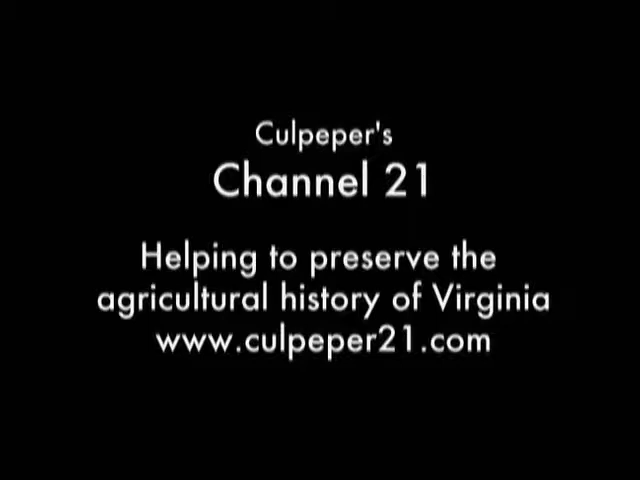 Culpeper's
Channel 21
Helping to preserve the
agricultural history of Virginia
www.culpeper21.com